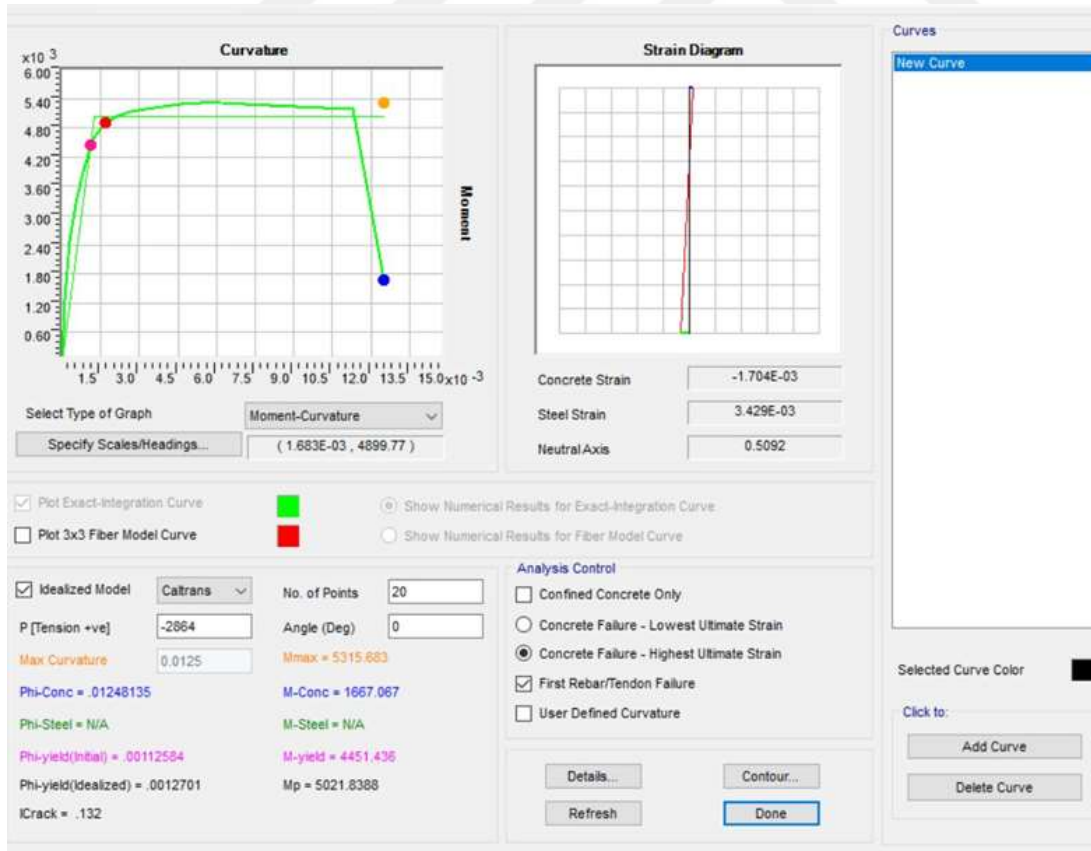 Curvature
x10 3
6.00
5.40
4.80
4.20
3.60
3.00
2.40
1.80
1.20
0.60
Moment
1.5 3.0 4.5 6.0 7.5 9.0 10.5 12.0 13.5 15.0 x10 -3
Select Type of Graph Moment-Curvature
Specify Scales/Headings... ( 1.683E-03 , 4899.77 )
Strain Diagram
Concrete Strain -1.704E-03
Steel Strain 3.429E-03
Neutral Axis 0.5092
Curves
New Curve
Plot Exact-Integration Curve
Show Numerical Results for Exact-Integration Curve
Plot 3x3 Fiber Model Curve
Show Numerical Results for Fiber Model Curve
Idealized Model Caltrans No. of Points 20
P [Tension +ve] -2864 Angle (Deg) 0
Max Curvature 0.0125 Mmax = 5315.683
Phi-Conc = .01248135 M-Conc = 1667.067
Phi-Steel = N/A M-Steel = N/A
Phi-yield(Initial) = .00112584 M-yield = 4451.436
Phi-yield(Idealized) = .0012701 Mp = 5021.8388
ICrack = .132
Analysis Control
Confined Concrete Only
Concrete Failure - Lowest Ultimate Strain
Concrete Failure - Highest Ultimate Strain
First Rebar/Tendon Failure
User Defined Curvature
Details... Contour...
Refresh Done
Selected Curve Color
Click to:
Add Curve
Delete Curve